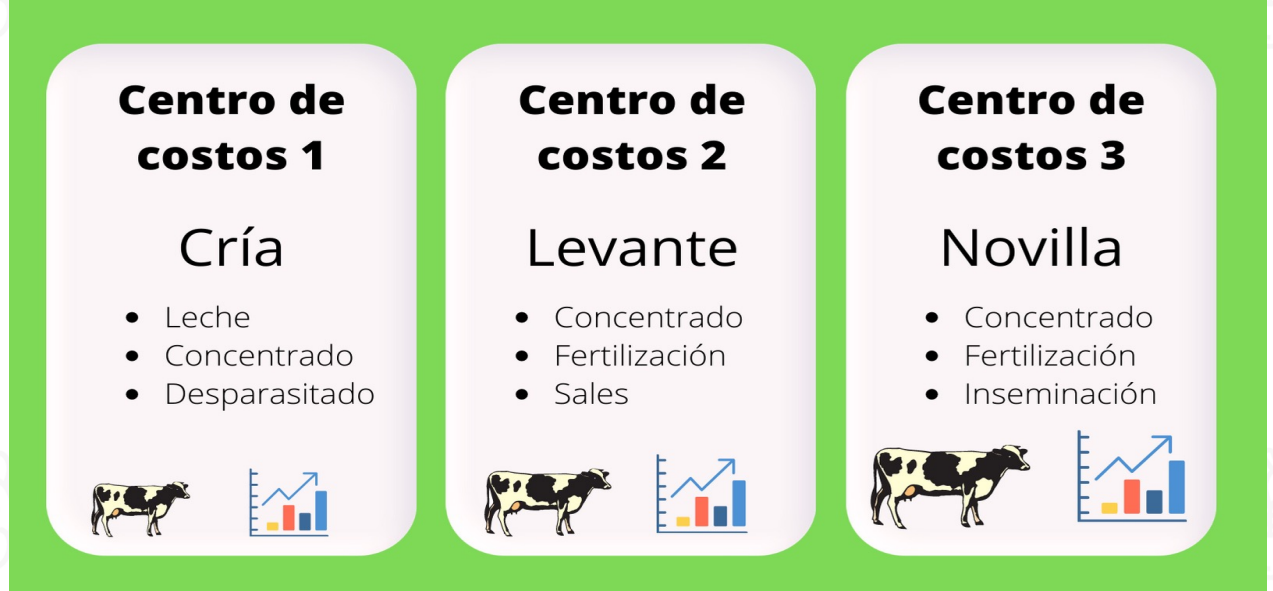 Centro de
costos 1
Cría
• Leche
• Concentrado
• Desparasitado
Centro de
costos 2
Levante
• Concentrado
• Fertilización
• Sales
Centro de
costos 3
Novilla
• Concentrado
• Fertilización
• Inseminación